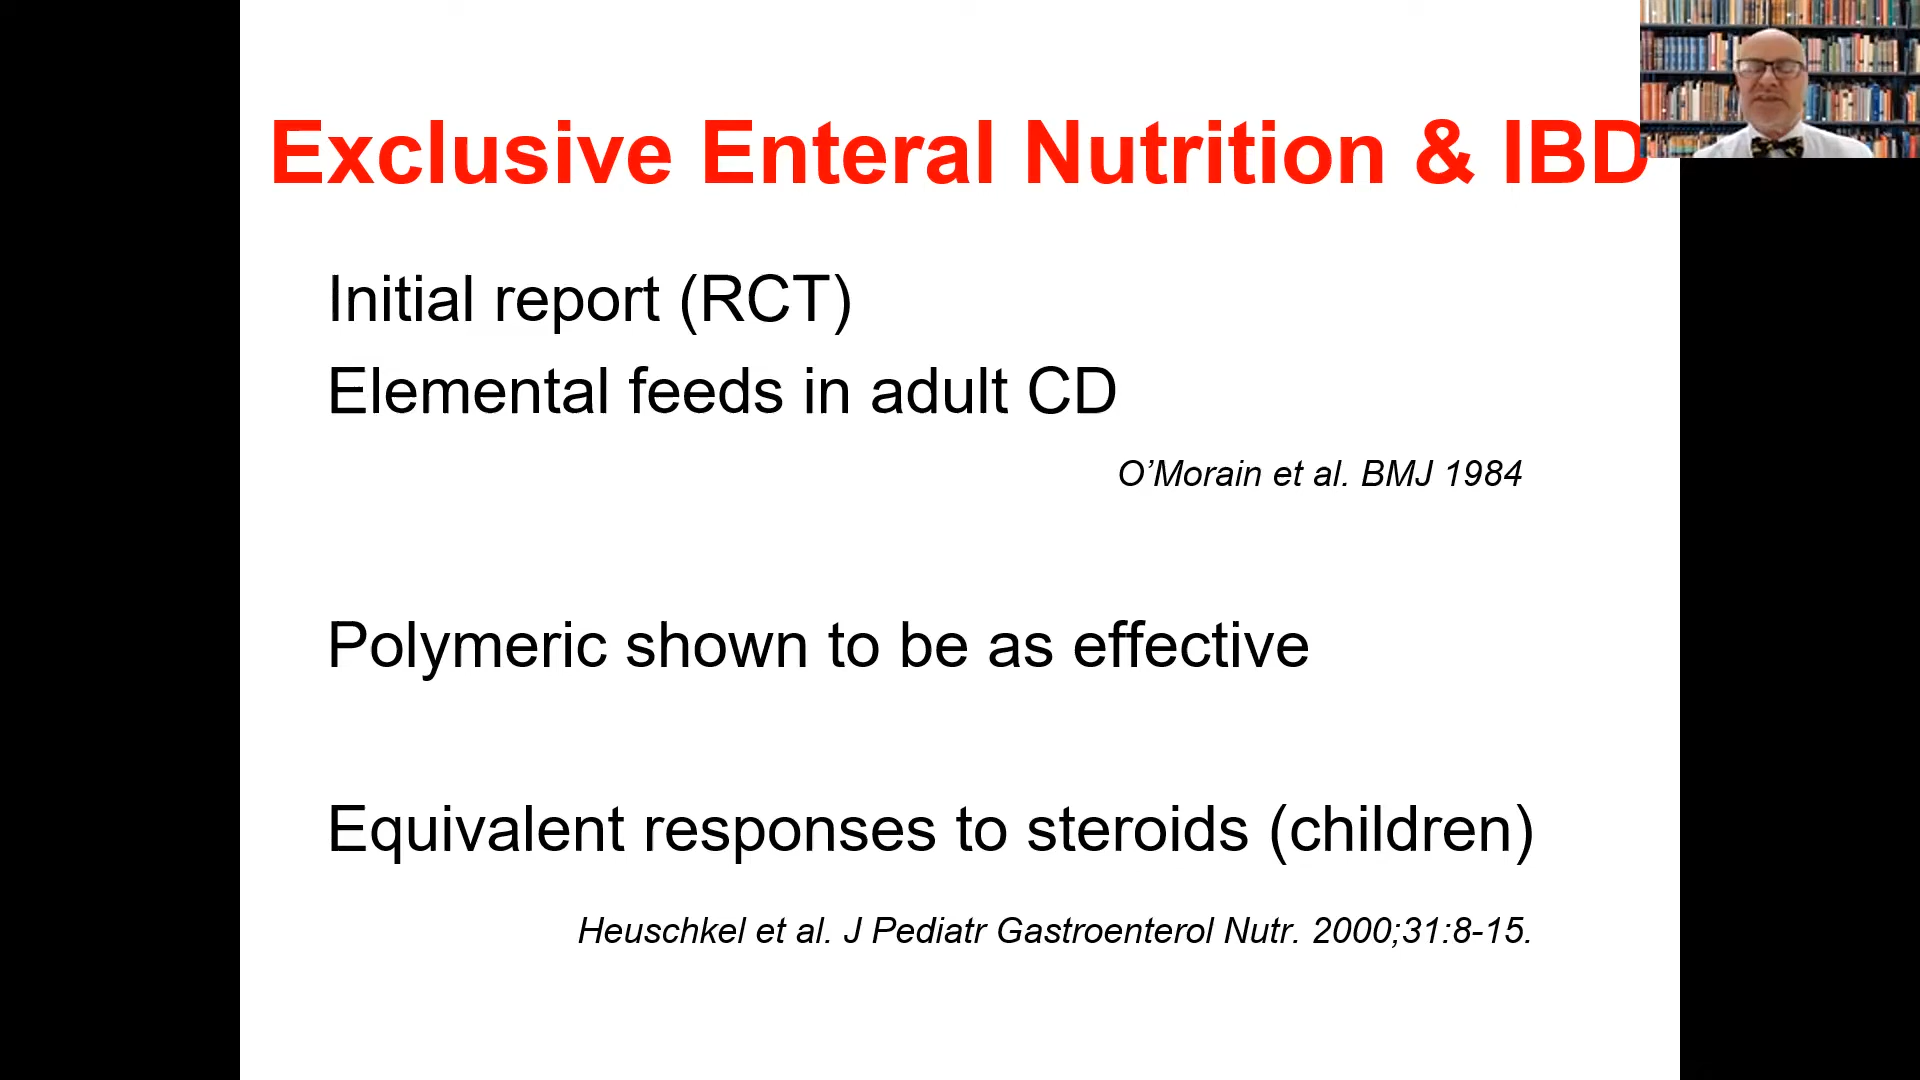 Exclusive Enteral Nutrition & IBD
Initial report (RCT)
Elemental feeds in adult CD
O’Morain et al. BMJ 1984
Polymeric shown to be as effective
Equivalent responses to steroids (children)
Heuschkel et al. J Pediatr Gastroenterol Nutr. 2000;31:8-15.